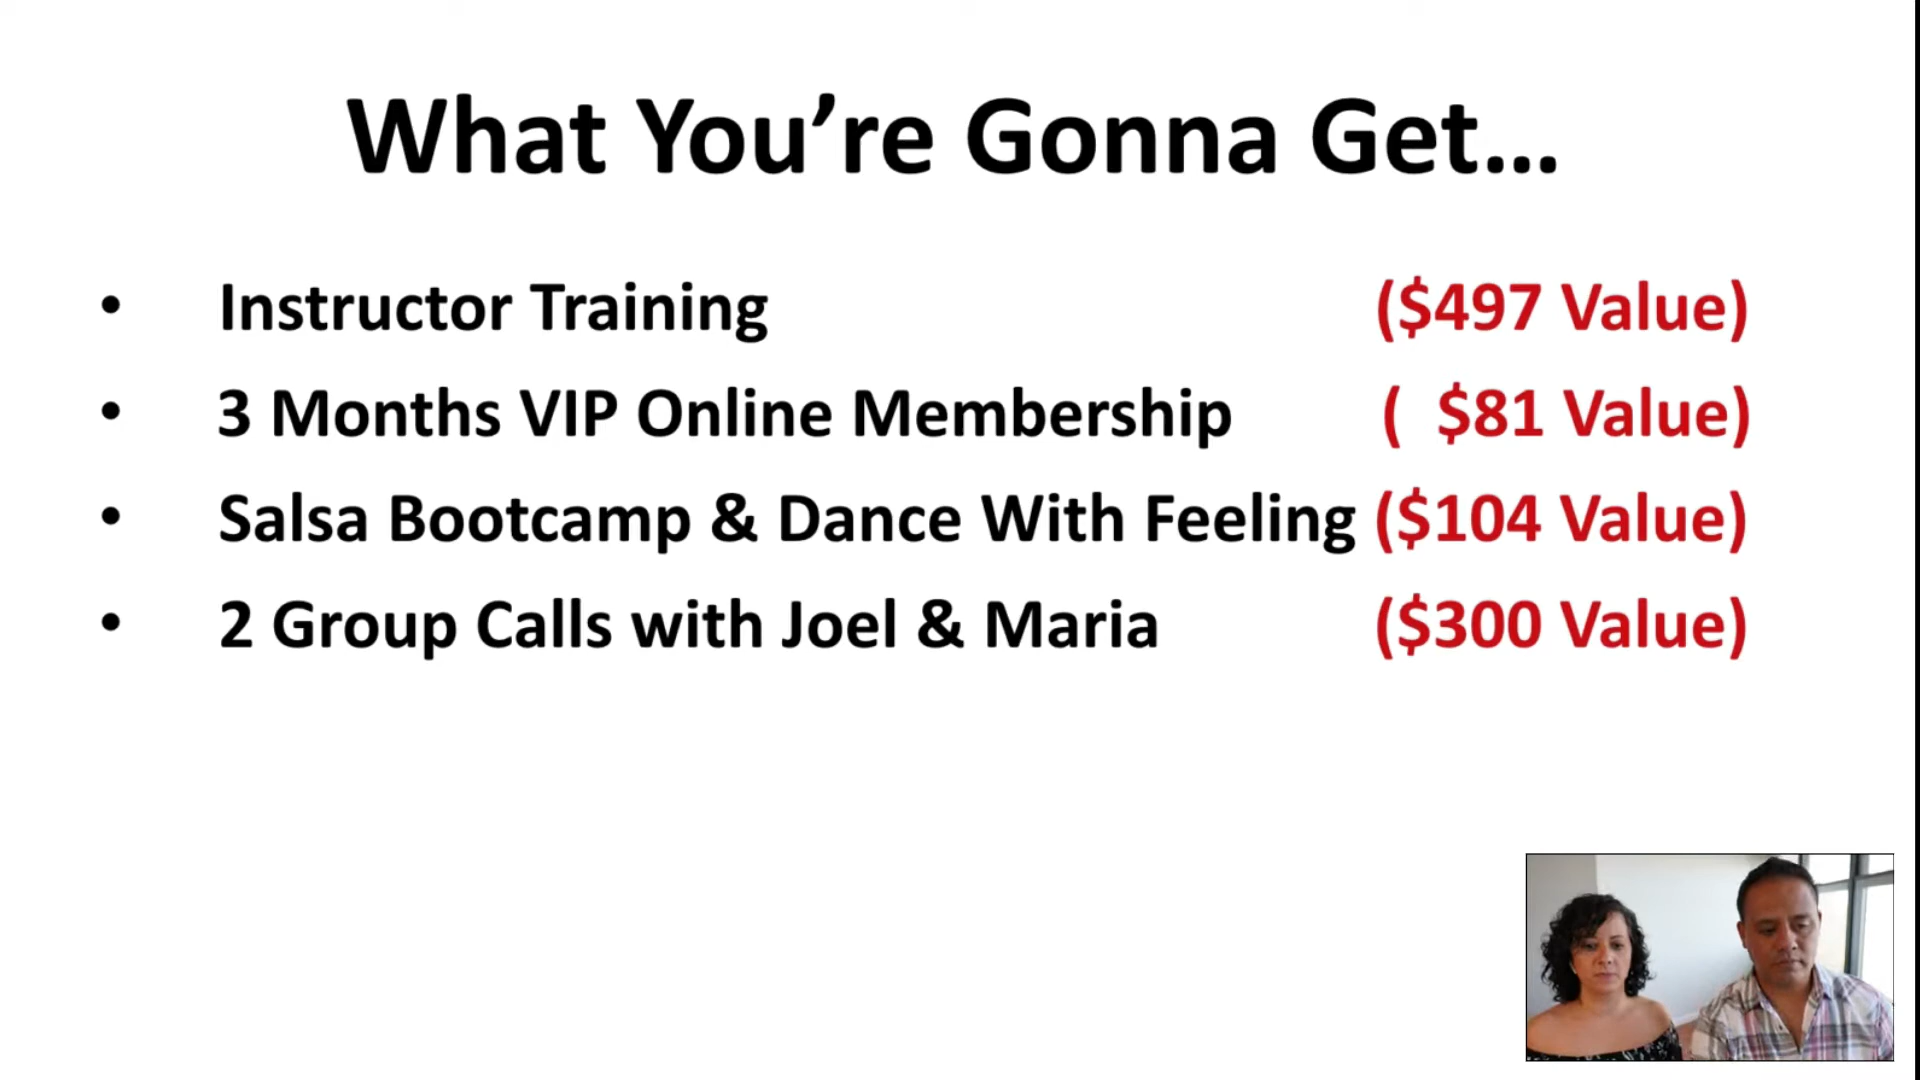 What You’re Gonna Get...
• Instructor Training ($497 Value)
• 3 Months VIP Online Membership ( $81 Value)
• Salsa Bootcamp & Dance With Feeling ($104 Value)
• 2 Group Calls with Joel & Maria ($300 Value)